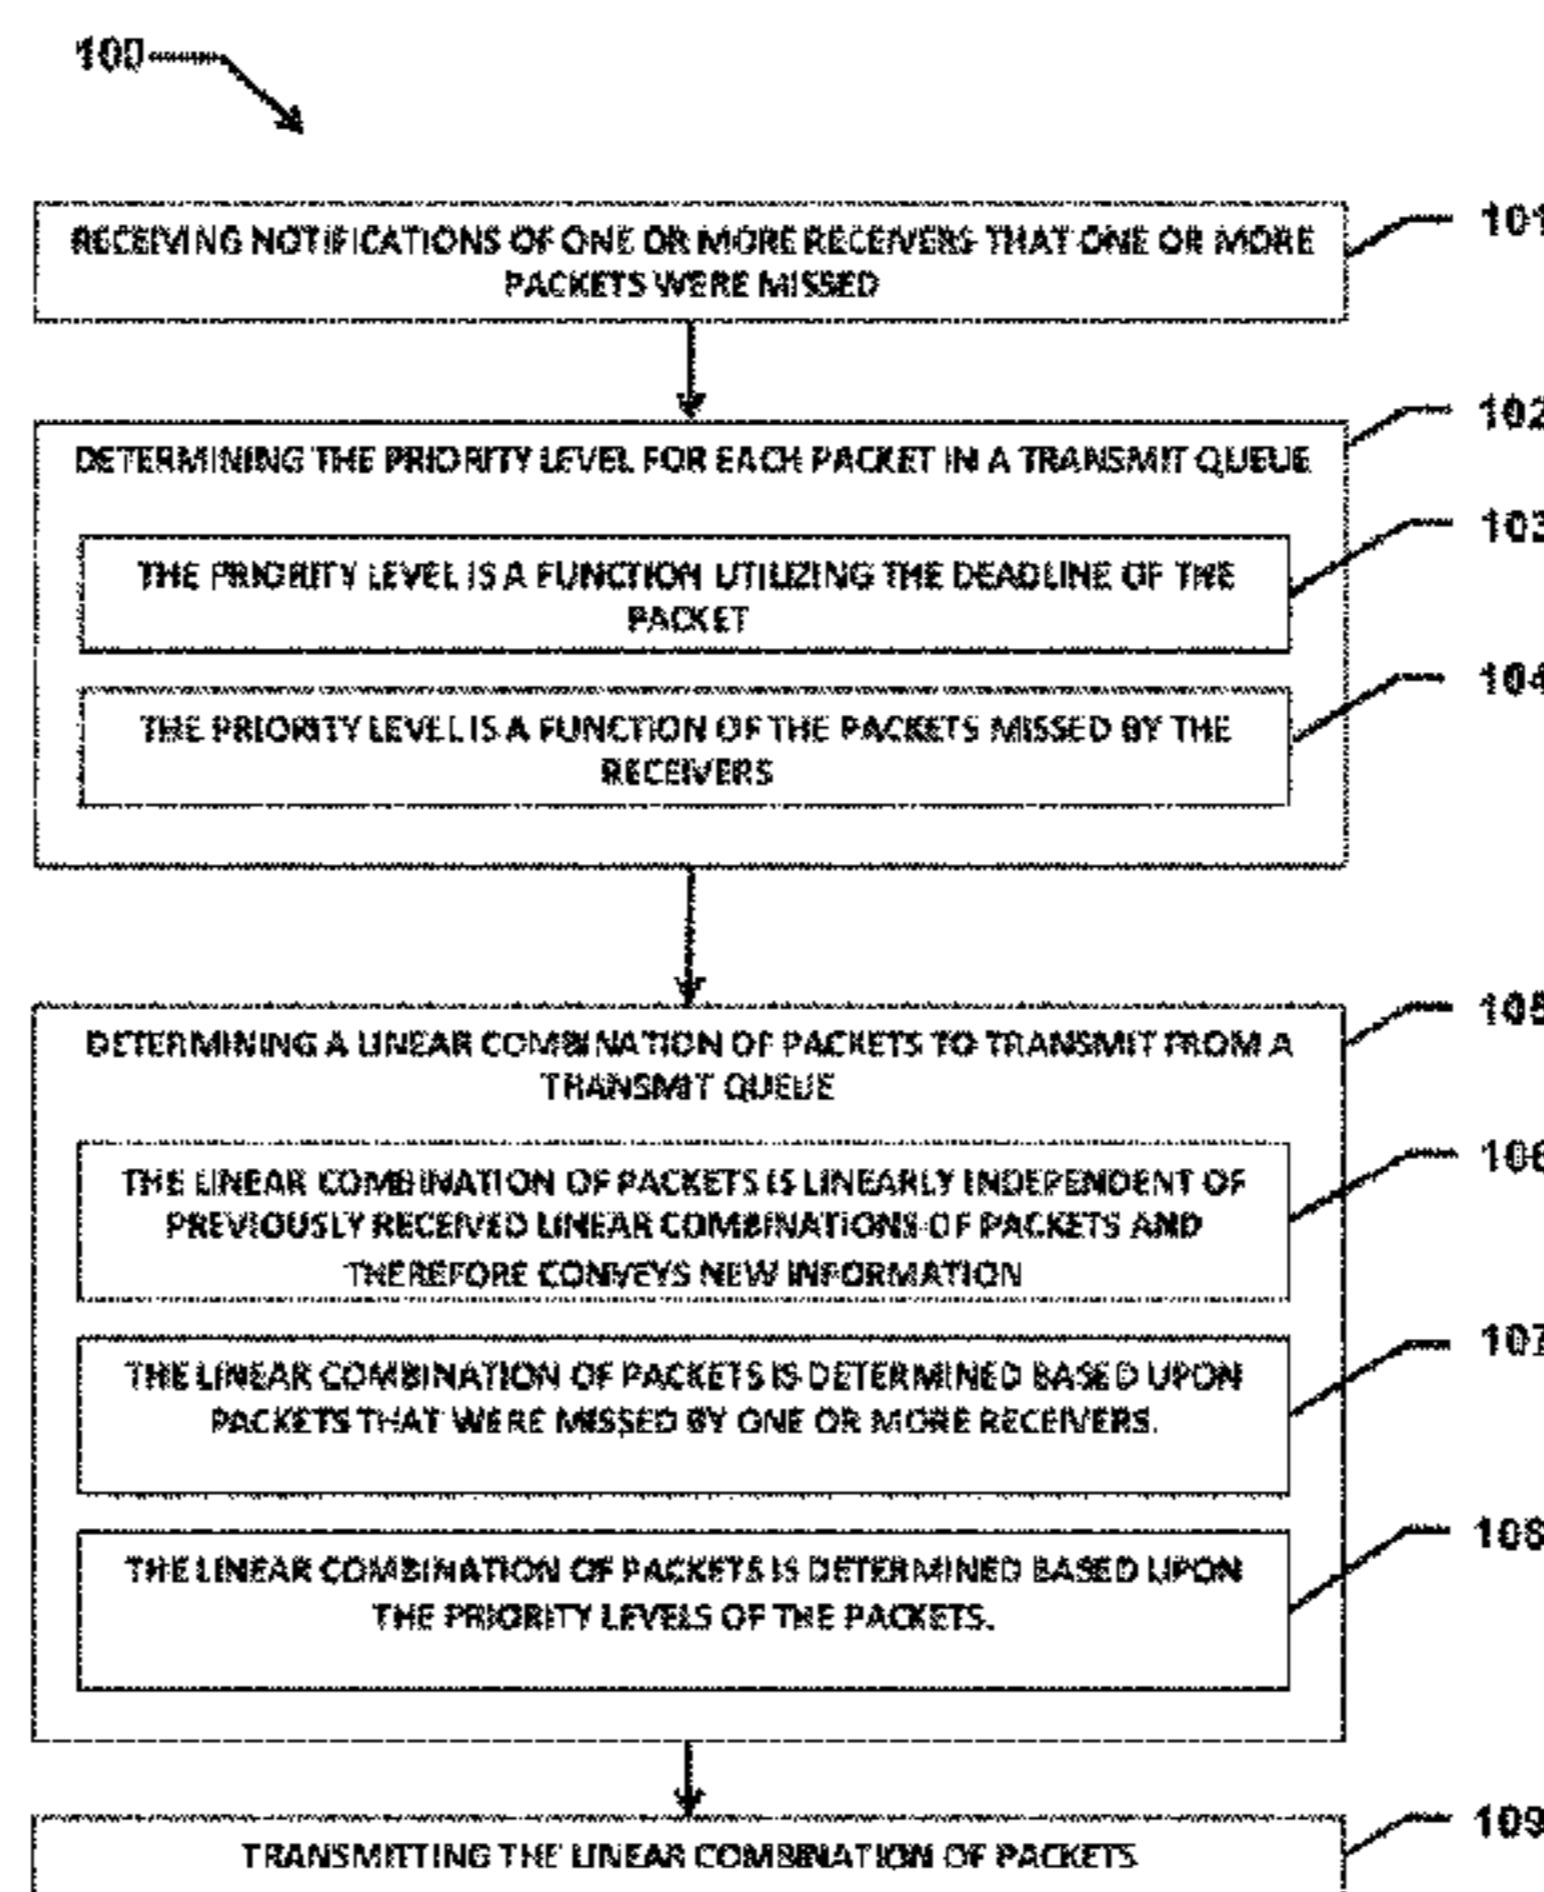 100
101
RECEIVING NOTIFICATIONS OF ONE OR MORE RECEIVERS THAT ONE OR MORE
PACKETS WERE MISSED
102
DETERMINING THE PRIORITY LEVEL FOR EACH PACKET IN A TRANSMIT QUEUE
103
THE PRIORITY LEVEL IS A FUNCTION UTILIZING THE DEADLINE OF THE
PACKET
104
THE PRIORITY LEVEL IS A FUNCTION OF THE PACKETS MISSED BY THE
RECEIVERS
105
DETERMINING A LINEAR COMBINATION OF PACKETS TO TRANSMIT FROM A
TRANSMIT QUEUE
106
THE LINEAR COMBINATION OF PACKETS IS LINEARLY INDEPENDENT OF
PREVIOUSLY RECEIVED LINEAR COMBINATIONS OF PACKETS AND
THEREFORE CONVEYS NEW INFORMATION
107
THE LINEAR COMBINATION OF PACKETS IS DETERMINED BASED UPON
PACKETS THAT WERE MISSED BY ONE OR MORE RECEIVERS.
108
THE LINEAR COMBINATION OF PACKETS IS DETERMINED BASED UPON
THE PRIORITY LEVELS OF THE PACKETS.
109
TRANSMITTING THE LINEAR COMBINATION OF PACKETS